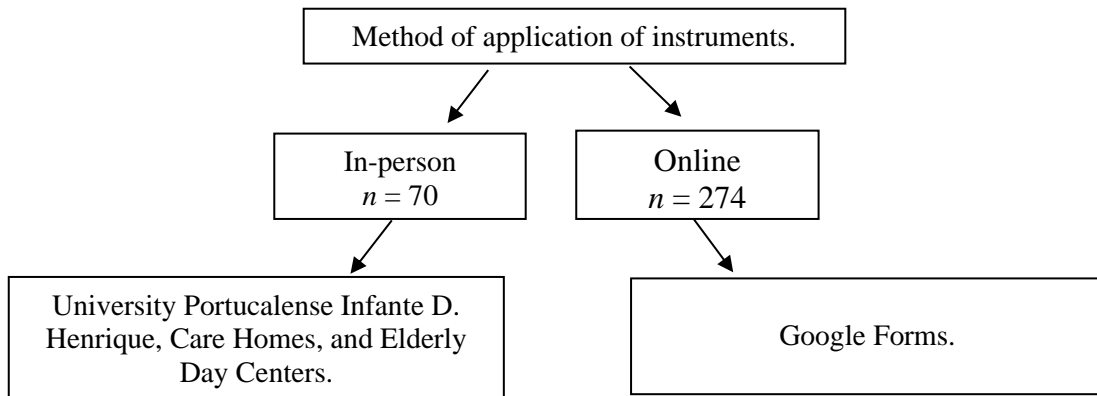 Method of application of instruments.
In-person
n = 70
Online
n = 274
University Portucalense Infante D.
Henrique, Care Homes, and Elderly
Day Centers.
Google Forms.